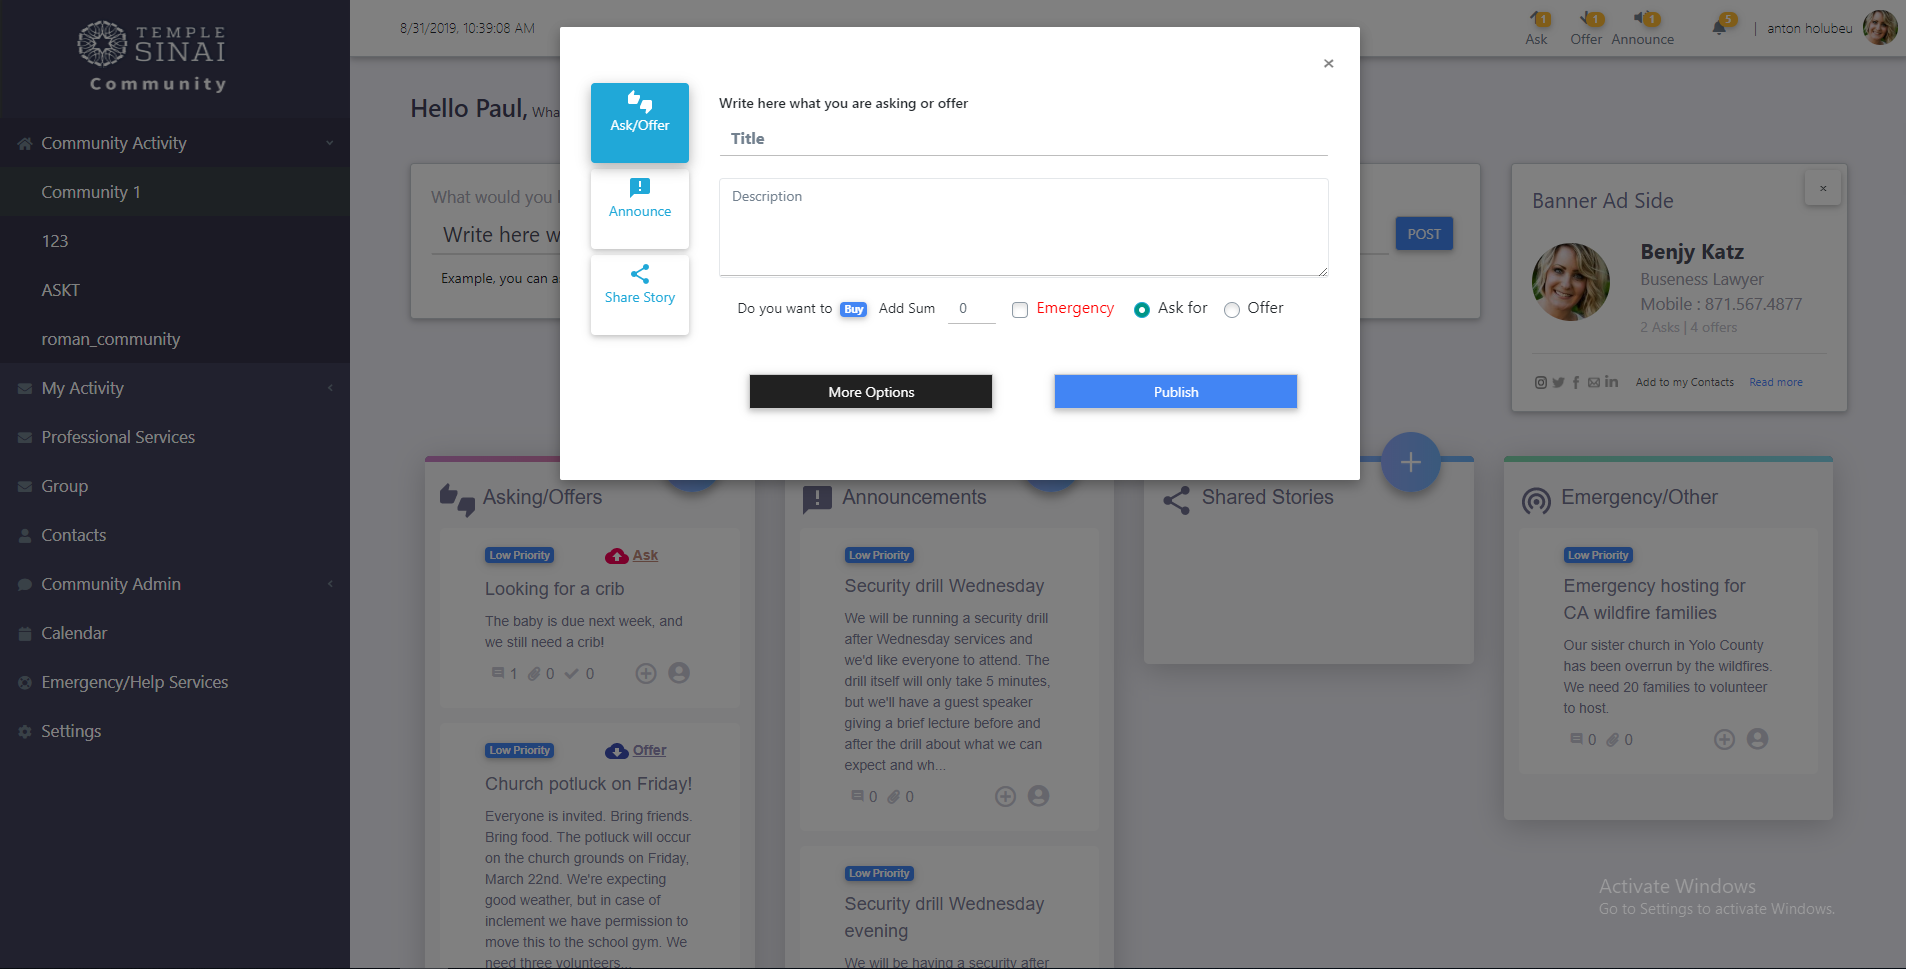 TEMPLE
SINAI
Community
Community Activity
Community 1
123
ASKT
roman_community
My Activity
Professional Services
Group
Contacts
Community Admin
Calendar
Emergency/Help Services
Settings
8/31/2019, 10:39:08 AM
1
Ask
1
Offer
1
Announce
5
| anton holubeu
Hello Paul, Wha
What would you
Write here w
Example, you can a
POST
×
Ask/Offer
Announce
Share Story
Write here what you are asking or offer
Title
Description
Do you want to Buy Add Sum 0 Emergency Ask for Offer
More Options
Publish
×
Banner Ad Side
Benjy Katz
Buseness Lawyer
Mobile : 871.567.4877
2 Asks | 4 offers
Add to my Contacts Read more
Asking/Offers
Low Priority Ask
Looking for a crib
The baby is due next week, and
we still need a crib!
1 0 0
Low Priority Offer
Church potluck on Friday!
Everyone is invited. Bring friends.
Bring food. The potluck will occur
on the church grounds on Friday,
March 22nd. We're expecting
good weather, but in case of
inclement we have permission to
move this to the school gym. We
need three volunteers...
Announcements
Low Priority
Security drill Wednesday
We will be running a security drill
after Wednesday services and
we'd like everyone to attend. The
drill itself will only take 5 minutes,
but we'll have a guest speaker
giving a brief lecture before and
after the drill about what we can
expect and wh...
0 0
Low Priority
Security drill Wednesday
evening
We will be having a security after
Shared Stories
Emergency/Other
Low Priority
Emergency hosting for
CA wildfire families
Our sister church in Yolo County
has been overrun by the wildfires.
We need 20 families to volunteer
to host.
0 0
Activate Windows
Go to Settings to activate Windows.